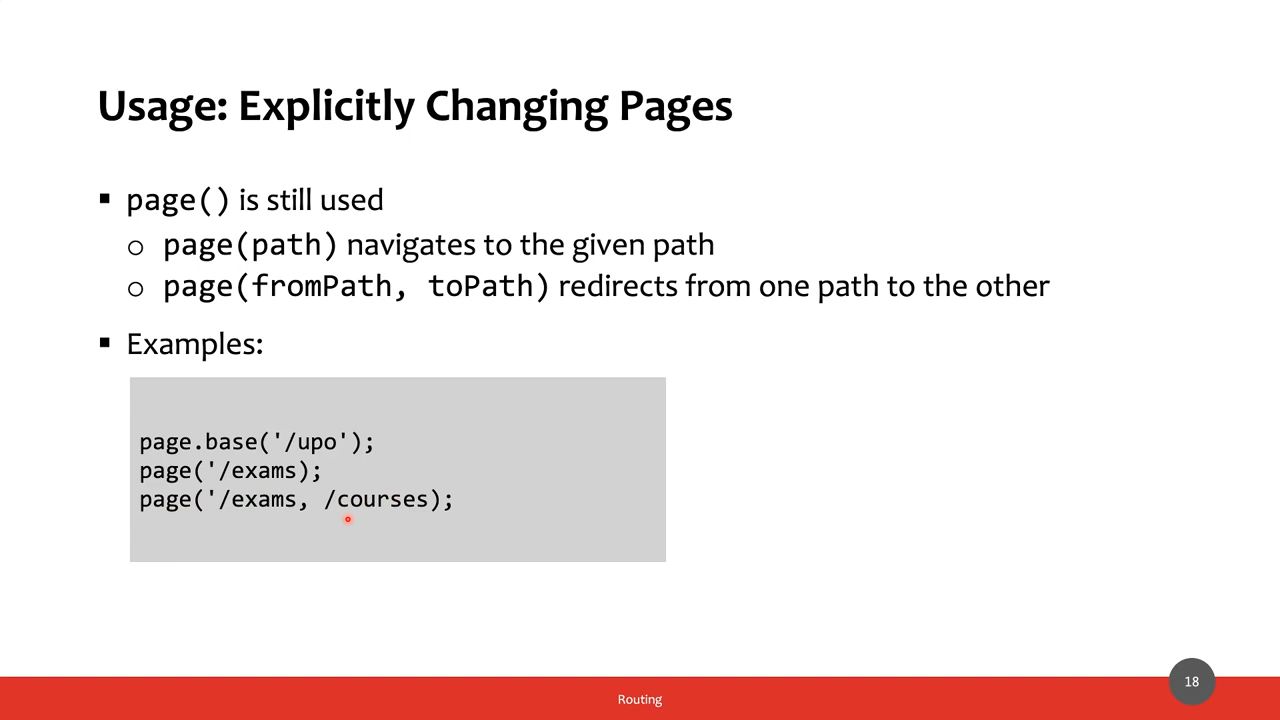 Usage: Explicitly Changing Pages
▪ page() is still used
o page(path) navigates to the given path
o page(fromPath, toPath) redirects from one path to the other
▪ Examples:
page.base('/upo');
page('/exams);
page('/exams, /courses);
18
Routing